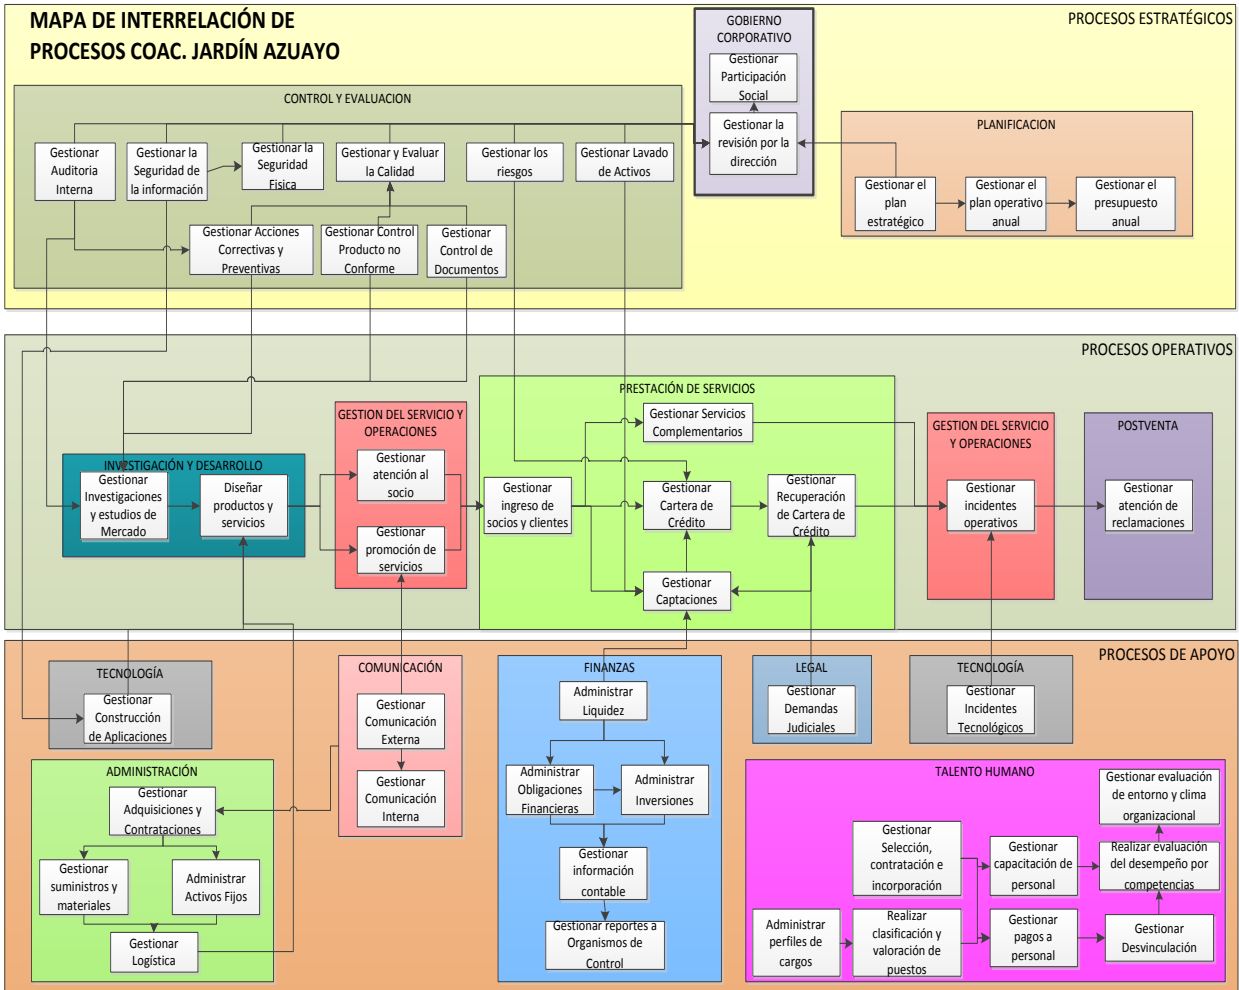 MAPA DE INTERRELACIÓN DE
PROCESOS COAC. JARDÍN AZUAYO
PROCESOS ESTRATÉGICOS
GOBIERNO
CORPORATIVO
Gestionar
Participación
Social
Gestionar la
revisión por la
dirección
CONTROL Y EVALUACION
Gestionar
Auditoria
Interna
Gestionar la
Seguridad de
la información
Gestionar la
Seguridad
Fisica
Gestionar y Evaluar
la Calidad
Gestionar los
riesgos
Gestionar Lavado
de Activos
Gestionar Acciones
Correctivas y
Preventivas
Gestionar Control
Producto no
Conforme
Gestionar
Control de
Documentos
PLANIFICACION
Gestionar el
plan
estratégico
Gestionar el
plan operativo
anual
Gestionar el
presupuesto
anual
PROCESOS OPERATIVOS
INVESTIGACIÓN Y DESARROLLO
Gestionar
Investigaciones
y estudios de
Mercado
Diseñar
productos y
servicios
GESTION DEL SERVICIO Y
OPERACIONES
Gestionar
atención al
socio
Gestionar
promoción de
servicios
PRESTACIÓN DE SERVICIOS
Gestionar Servicios
Complementarios
Gestionar
ingreso de
socios y clientes
Gestionar
Cartera de
Crédito
Gestionar
Recuperación
de Cartera de
Crédito
Gestionar
Captaciones
GESTION DEL SERVICIO
Y OPERACIONES
Gestionar
incidentes
operativos
POSTVENTA
Gestionar
atención de
reclamaciones
PROCESOS DE APOYO
TECNOLOGÍA
Gestionar
Construcción
de Aplicaciones
COMUNICACIÓN
Gestionar
Comunicación
Externa
Gestionar
Comunicación
Interna
FINANZAS
Administrar
Liquidez
Administrar
Obligaciones
Financieras
Administrar
Inversiones
Gestionar
información
contable
Gestionar reportes a
Organismos de
Control
LEGAL
Gestionar
Demandas
Judiciales
TECNOLOGÍA
Gestionar
Incidentes
Tecnológicos
ADMINISTRACIÓN
Gestionar
Adquisiciones y
Contrataciones
Gestionar
suministros y
materiales
Administrar
Activos Fijos
Gestionar
Logística
TALENTO HUMANO
Gestionar evaluación
de entorno y clima
organizacional
Gestionar
Selección,
contratación e
incorporación
Gestionar
capacitación de
personal
Realizar evaluación
del desempeño por
competencias
Administrar
perfiles de
cargos
Realizar
clasificación y
valoración de
puestos
Gestionar
pagos a
personal
Gestionar
Desvinculación